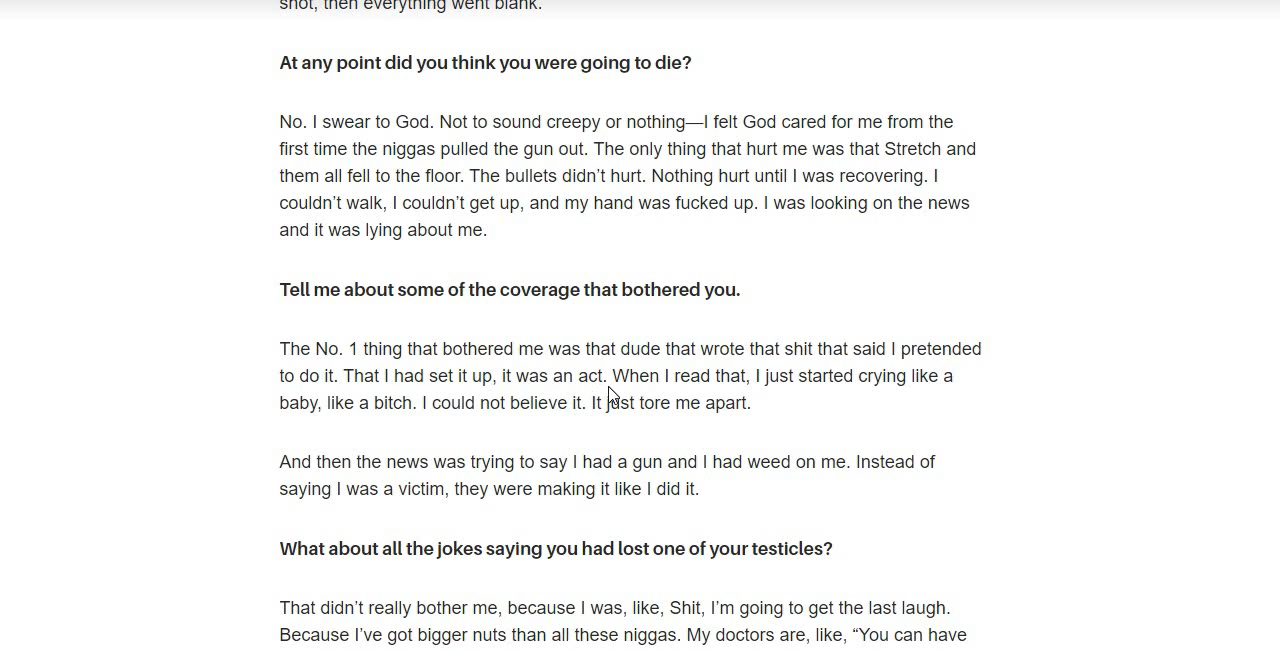 shot, then everything went blank.
At any point did you think you were going to die?
No. I swear to God. Not to sound creepy or nothing—I felt God cared for me from the
first time the niggas pulled the gun out. The only thing that hurt me was that Stretch and
them all fell to the floor. The bullets didn’t hurt. Nothing hurt until I was recovering. I
couldn’t walk, I couldn’t get up, and my hand was fucked up. I was looking on the news
and it was lying about me.
Tell me about some of the coverage that bothered you.
The No. 1 thing that bothered me was that dude that wrote that shit that said I pretended
to do it. That I had set it up, it was an act. When I read that, I just started crying like a
baby, like a bitch. I could not believe it. It just tore me apart.
And then the news was trying to say I had a gun and I had weed on me. Instead of
saying I was a victim, they were making it like I did it.
What about all the jokes saying you had lost one of your testicles?
That didn’t really bother me, because I was, like, Shit, I’m going to get the last laugh.
Because I’ve got bigger nuts than all these niggas. My doctors are, like, “You can have